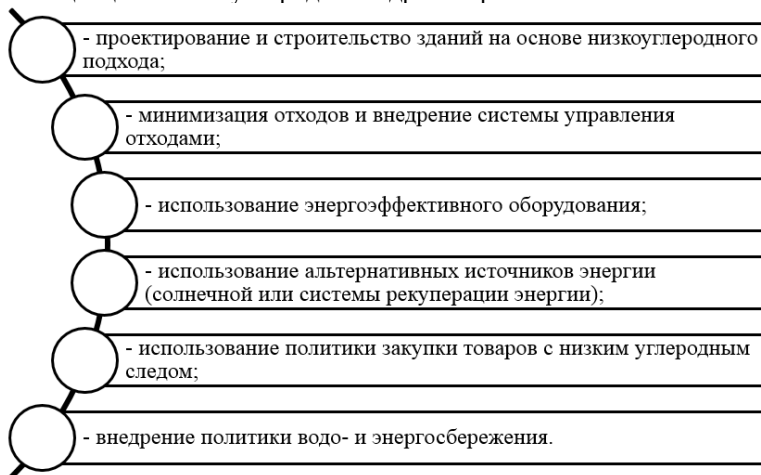 - проектирование и строительство зданий на основе низкоуглеродного
подхода;
- минимизация отходов и внедрение системы управления
отходами;
- использование энергоэффективного оборудования;
- использование альтернативных источников энергии
(солнечной или системы рекуперации энергии);
- использование политики закупки товаров с низким углеродным
следом;
- внедрение политики водо- и энергосбережения.